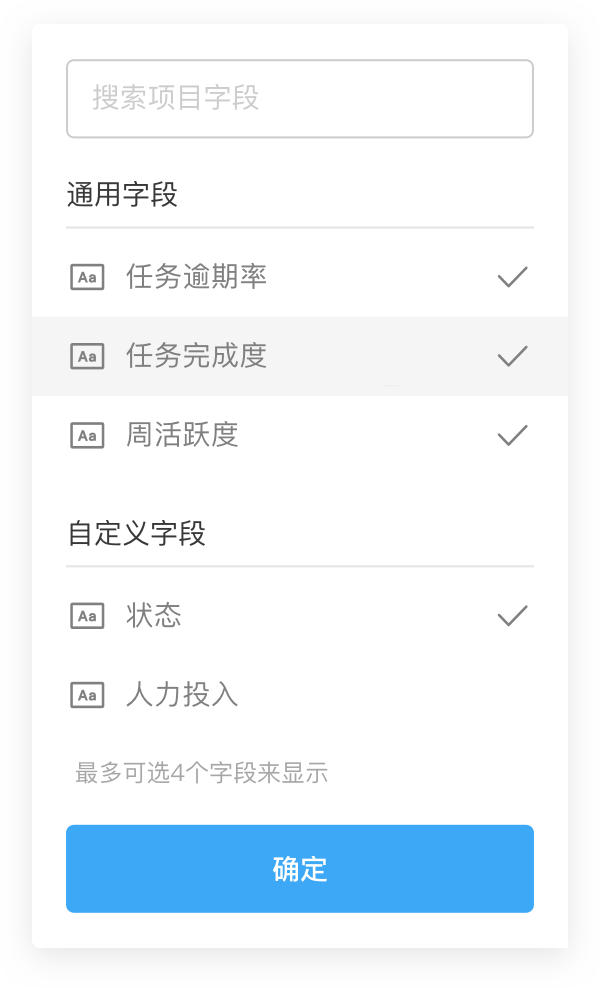 搜索项目字段
通用字段
Aa 任务逾期率
Aa 任务完成度
Aa 周活跃度
自定义字段
Aa 状态
Aa 人力投入
最多可选4个字段来显示
确定